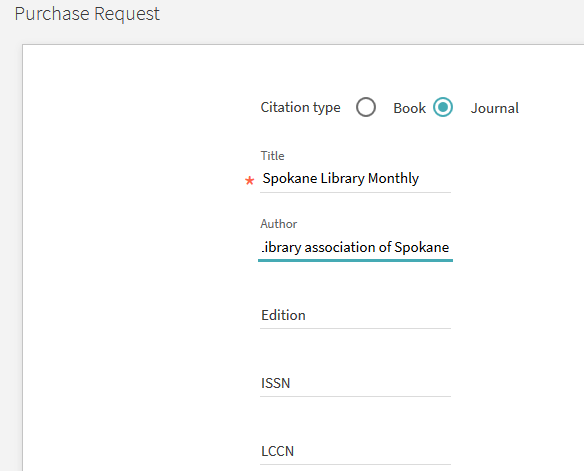 Purchase Request
Citation type Book Journal
Title
* Spokane Library Monthly
Author
.ibrary association of Spokane
Edition
ISSN
LCCN